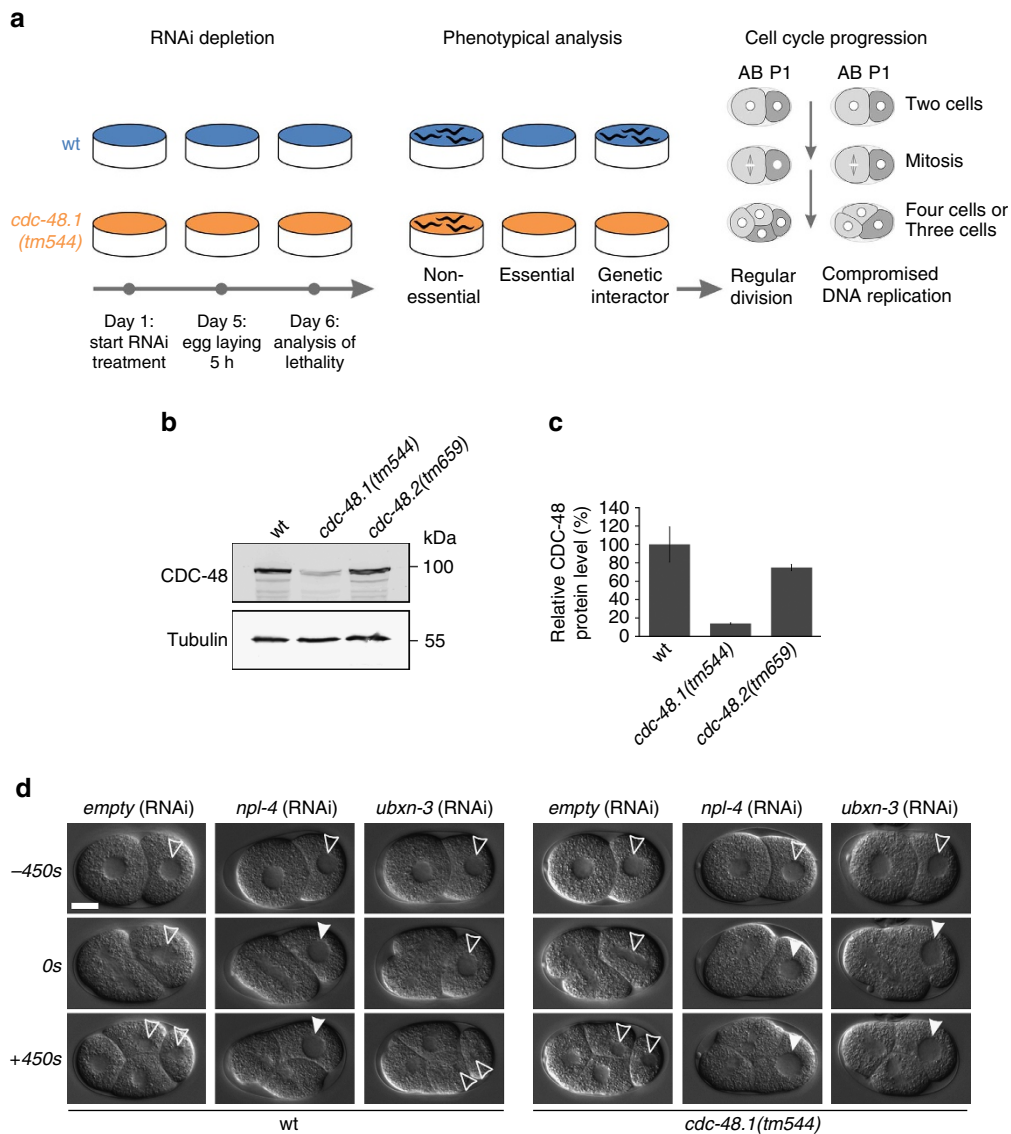 a
RNAi depletion
Phenotypical analysis
Cell cycle progression
AB P1
AB P1
wt
Two cells
Mitosis
cdc-48.1
(tm544)
Four cells or
Three cells
Non-
essential
Essential
Genetic
interactor
Regular
division
Compromised
DNA replication
Day 1:
start RNAi
treatment
Day 5:
egg laying
5 h
Day 6:
analysis of
lethality
b
wt
cdc-48.1(tm544)
cdc-48.2(tm659)
kDa
CDC-48
100
Tubulin
55
c
Relative CDC-48
protein level (%)
140
120
100
80
60
40
20
0
wt
cdc-48.1(tm544)
cdc-48.2(tm659)
d
empty (RNAi)
npl-4 (RNAi)
ubxn-3 (RNAi)
empty (RNAi)
npl-4 (RNAi)
ubxn-3 (RNAi)
–450s
0s
+450s
wt
cdc-48.1(tm544)